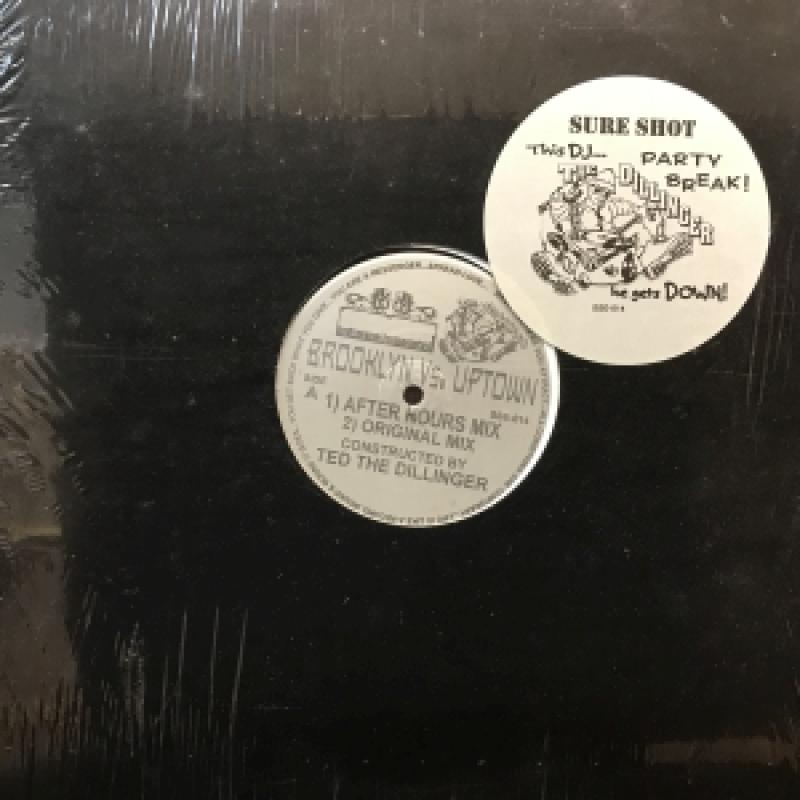 SURE SHOT
This DJ...
PARTY
BREAK!
DILLINGER
he gets DOWN!
BROOKLYN VS. UPTOWN
SIDE
A
1) AFTER HOURS MIX
2) ORIGINAL MIX
CONSTRUCTED BY
TED THE DILLINGER